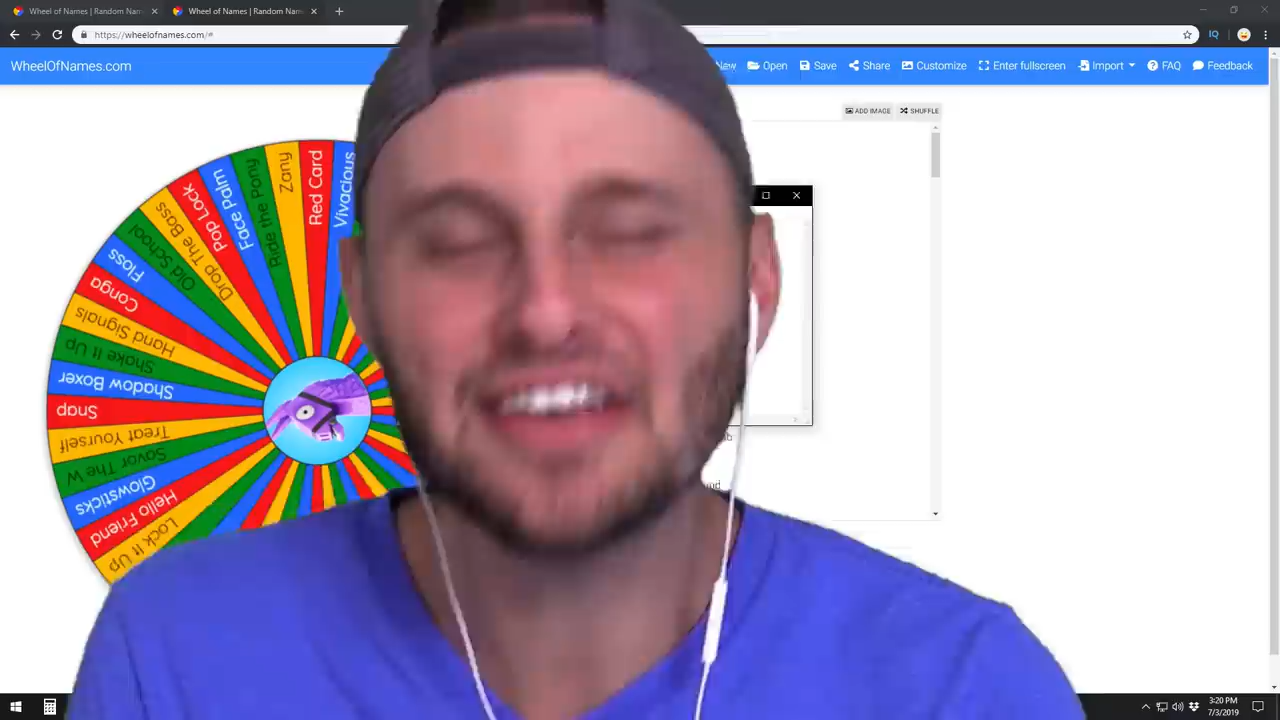 Wheel of Names | Random Nam
Wheel of Names | Random Nam
https://wheelofnames.com/#
WheelOfNames.com
New
Open
Save
Share
Customize
Enter fullscreen
Import
FAQ
Feedback
ADD IMAGE
SHUFFLE
Vivacious
Red Card
Zany
Ride the Pony
Face Palm
Pop Lock
Drop The Bass
Old School
Floss
Conga
Hand Signals
Shake It Up
Shadow Boxer
Snap
Treat Yourself
Savor The W
Glowsticks
Hello Friend
Lock It Up
3:20 PM
7/3/2019